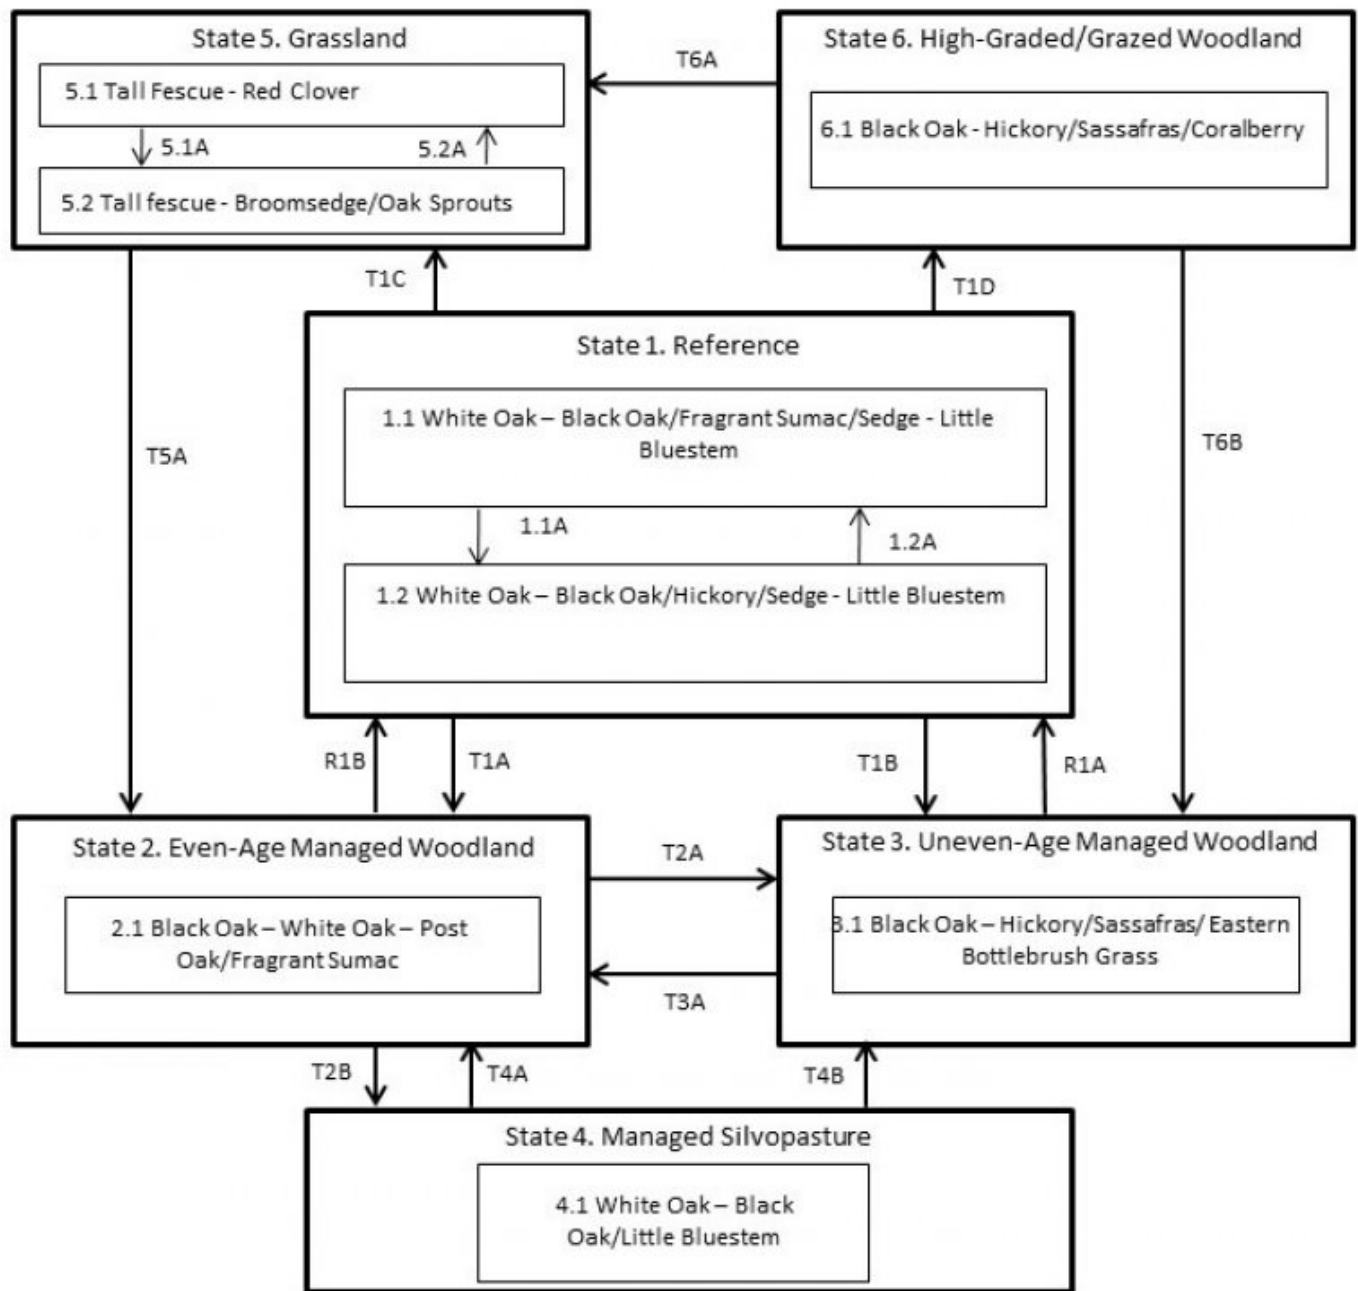 State 5. Grassland
5.1 Tall Fescue - Red Clover
5.1A
5.2A
5.2 Tall fescue - Broomsedge/Oak Sprouts
T6A
State 6. High-Graded/Grazed Woodland
6.1 Black Oak - Hickory/Sassafras/Coralberry
T1C
T1D
State 1. Reference
1.1 White Oak – Black Oak/Fragrant Sumac/Sedge - Little
Bluestem
1.1A
1.2A
1.2 White Oak – Black Oak/Hickory/Sedge - Little Bluestem
T5A
T6B
R1B
T1A
T1B
R1A
State 2. Even-Age Managed Woodland
2.1 Black Oak – White Oak – Post
Oak/Fragrant Sumac
T2A
T3A
State 3. Uneven-Age Managed Woodland
3.1 Black Oak – Hickory/Sassafras/ Eastern
Bottlebrush Grass
T2B
T4A
T4B
State 4. Managed Silvopasture
4.1 White Oak – Black
Oak/Little Bluestem